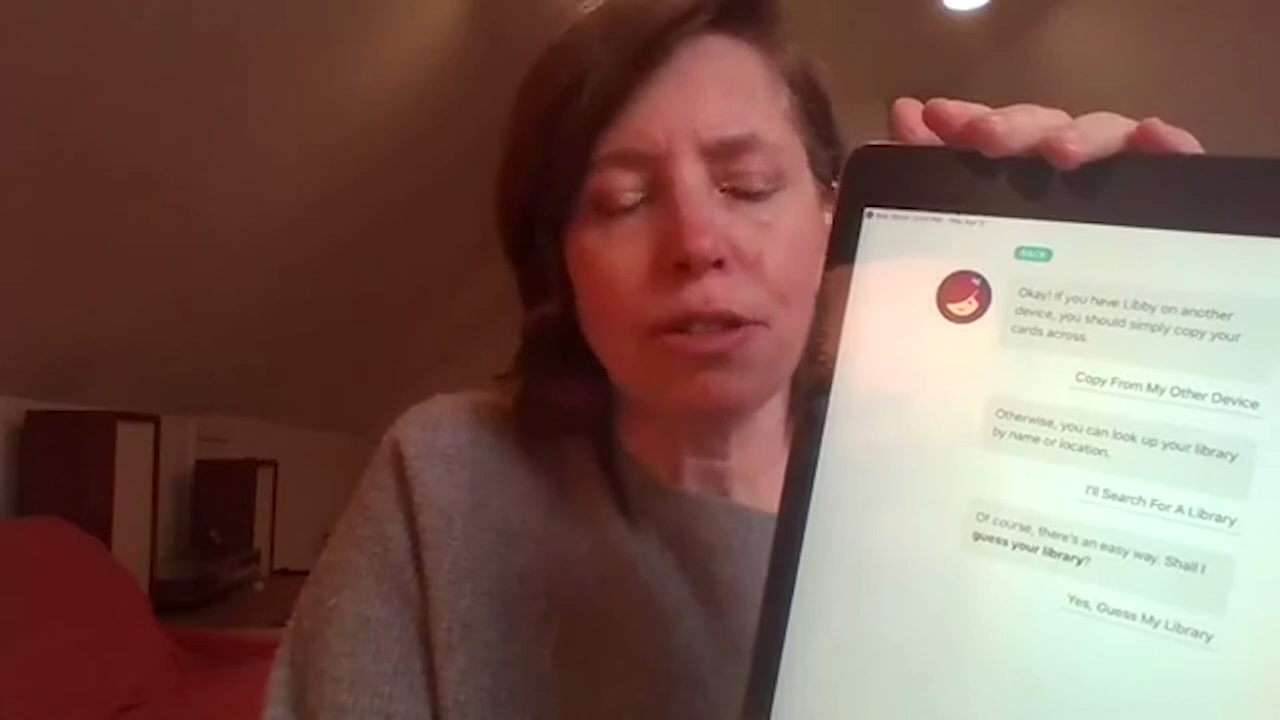 BACK
Okay! If you have Libby on another
device, you should simply copy your
cards across.
Copy From My Other Device
Otherwise, you can look up your library
by name or location.
I'll Search For A Library
Of course, there's an easy way. Shall I
guess your library?
Yes, Guess My Library